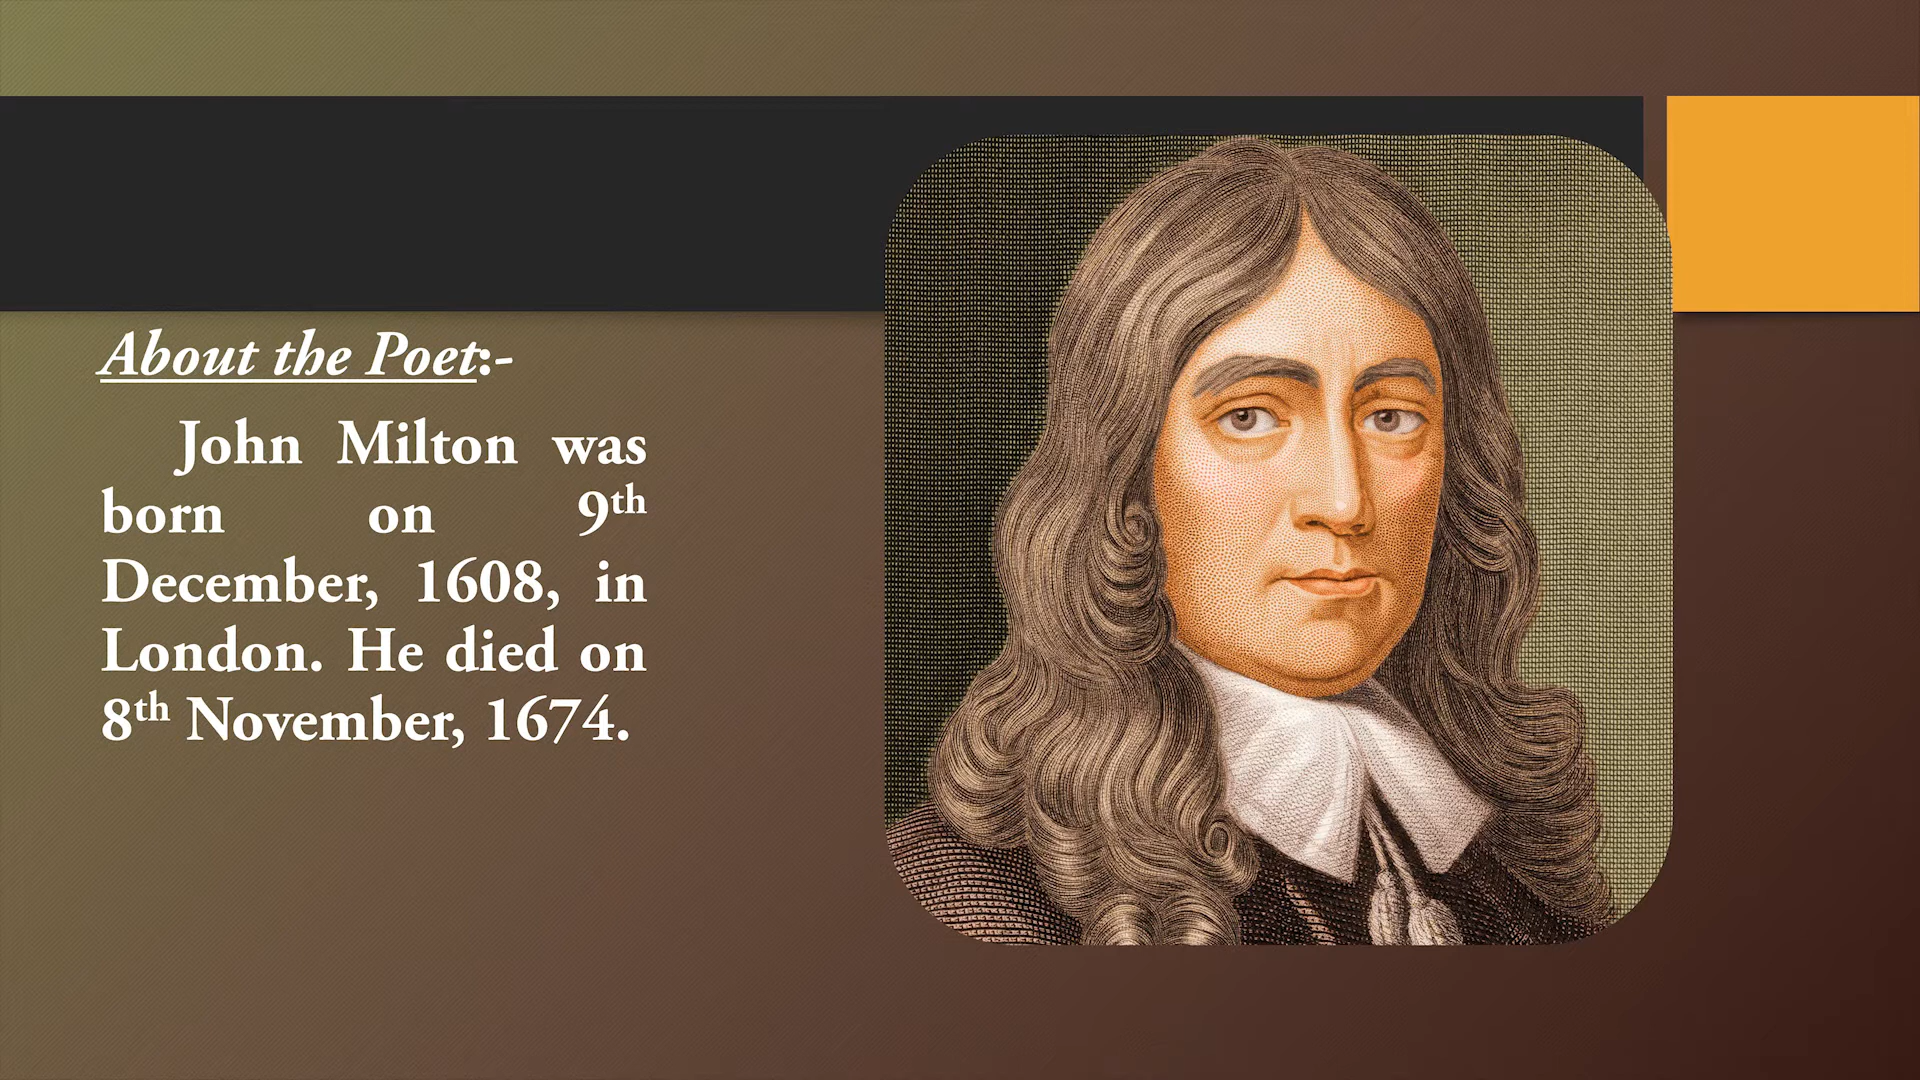 About the Poet:-
John Milton was
born on 9th
December, 1608, in
London. He died on
8th November, 1674.